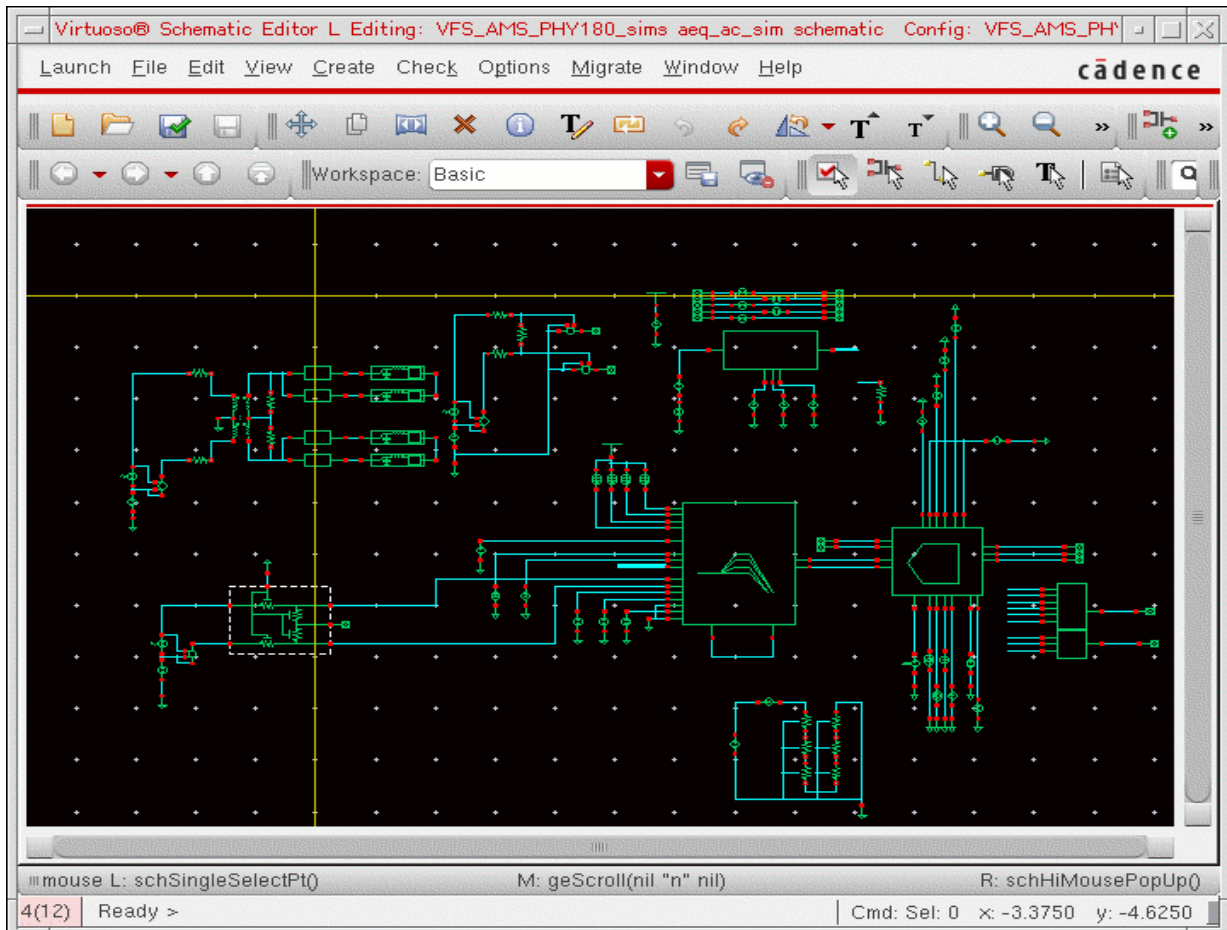 Virtuoso® Schematic Editor L Editing: VFS_AMS_PHY180_sims aeq_ac_sim schematic Config: VFS_AMS_PH
Launch File Edit View Create Check Options Migrate Window Help
cādence
Workspace: Basic
mouse L: schSingleSelectPt()
M: geScroll(nil "n" nil)
R: schHiMousePopUp()
4(12)
Ready >
Cmd: Sel: 0 x: -3.3750 y: -4.6250